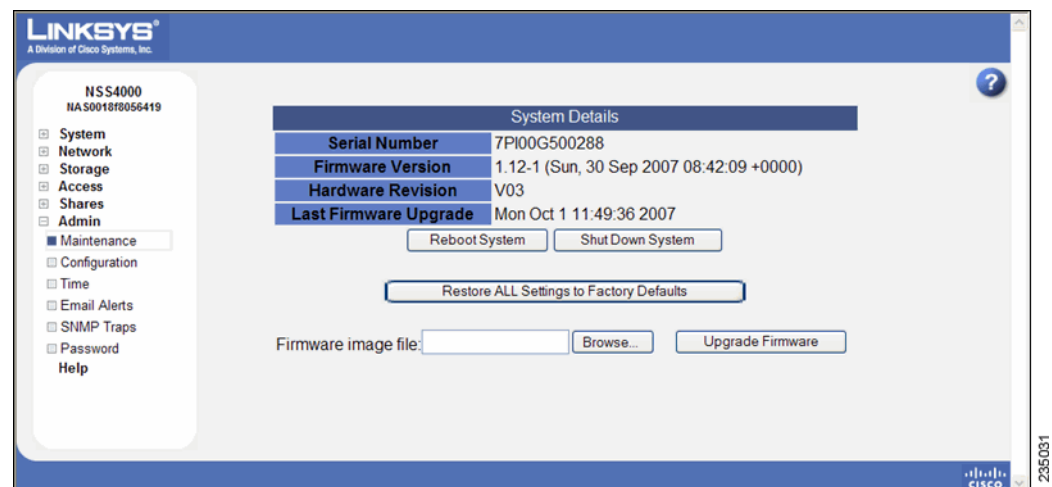 LINKSYS®
A Division of Cisco Systems, Inc.
NSS4000
NAS0018f8056419
System
Network
Storage
Access
Shares
Admin
Maintenance
Configuration
Time
Email Alerts
SNMP Traps
Password
Help
?
System Details
Serial Number 7PI00G500288
Firmware Version 1.12-1 (Sun, 30 Sep 2007 08:42:09 +0000)
Hardware Revision V03
Last Firmware Upgrade Mon Oct 1 11:49:36 2007
Reboot System Shut Down System
Restore ALL Settings to Factory Defaults
Firmware image file: Browse... Upgrade Firmware
CISCO
235031